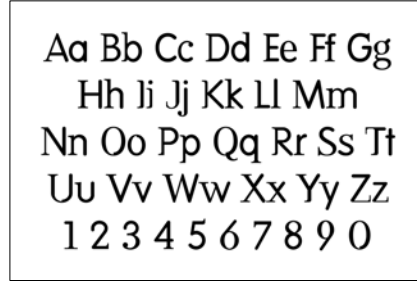 Aa Bb Cc Dd Ee Ff Gg
Hh Ii Jj Kk Ll Mm
Nn Oo Pp Qq Rr Ss Tt
Uu Vv Ww Xx Yy Zz
1 2 3 4 5 6 7 8 9 0